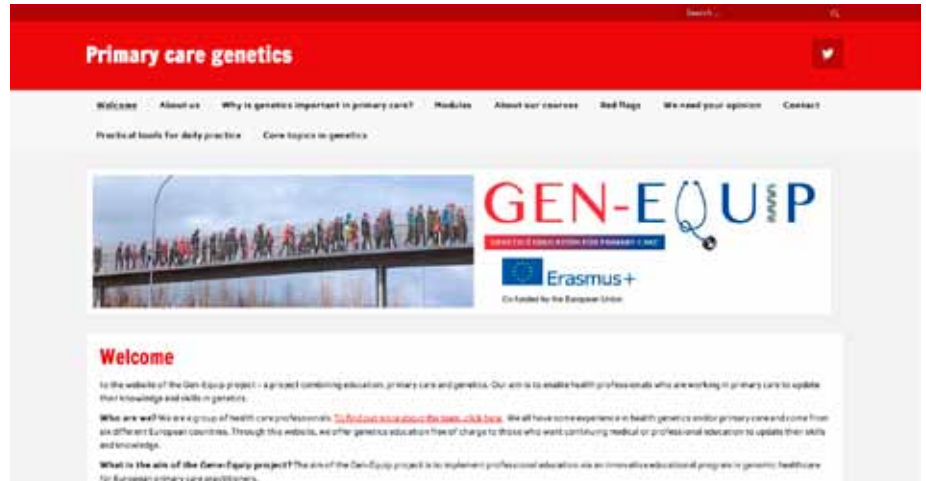 Search ...
Primary care genetics
Welcome About us Why is genetics important in primary care? Modules About our courses Red flags We need your opinion Contact
Practical tools for daily practice Core topics in genetics
GEN-EQUIP
GENETICS EDUCATION FOR PRIMARY CARE
Erasmus+
Co-funded by the European Union
Welcome
to the website of the Gen-Equip project – a project combining education, primary care and genetics. Our aim is to enable health professionals who are working in primary care to update
their knowledge and skills in genetics.
Who are we? We are a group of health care professionals. To find out more about the team, click here. We all have some experience in health genetics and/or primary care and come from
six different European countries. Through this website, we offer genetics education free of charge to those who want continuing medical or professional education to update their skills
and knowledge.
What is the aim of the Gene-Equip project? The aim of the Gen-Equip project is to implement professional education via an innovative educational program in genomic healthcare
for European primary care practitioners.